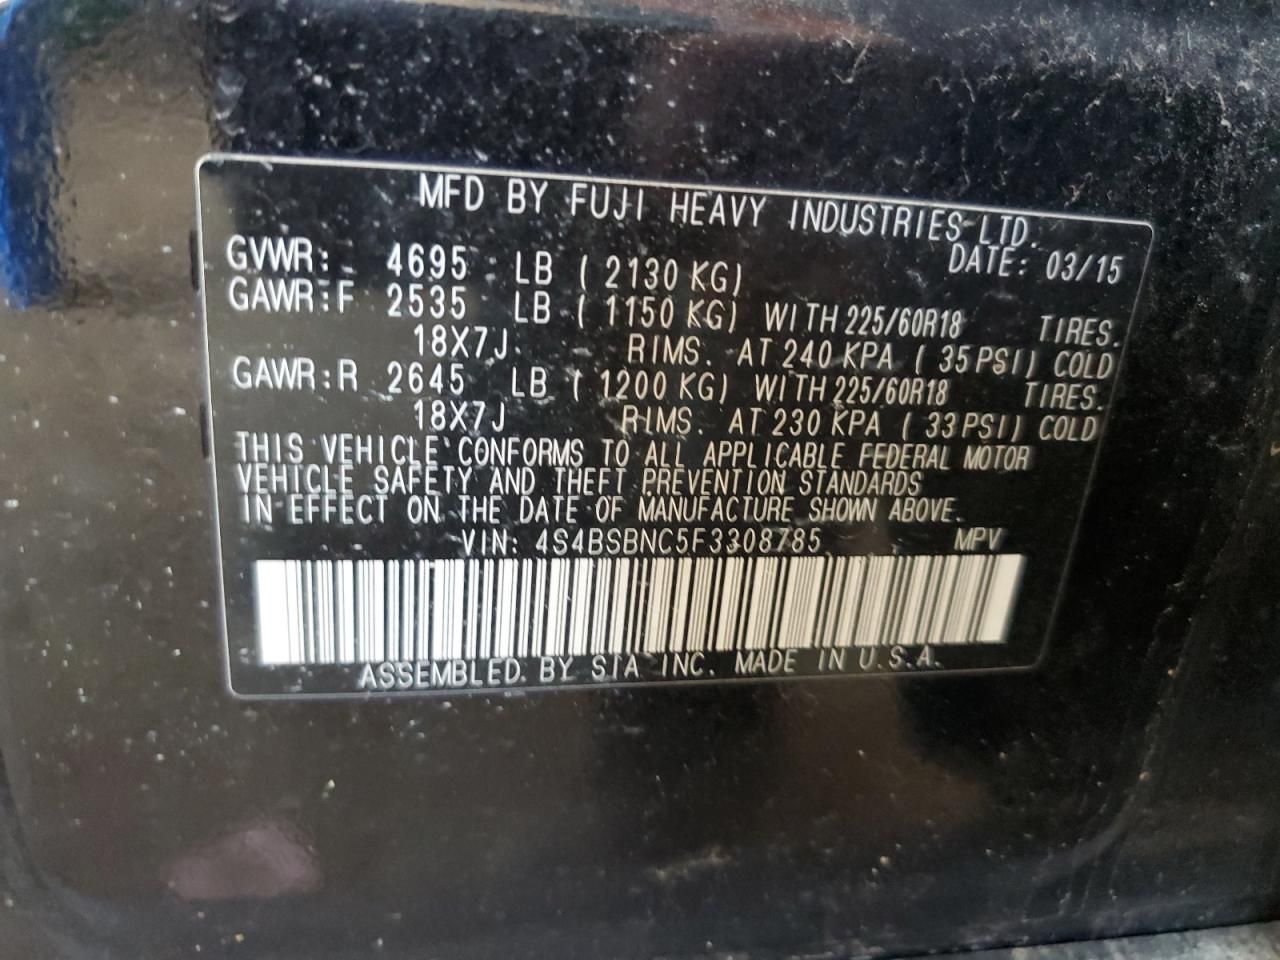 MFD BY FUJI HEAVY INDUSTRIES LTD.
DATE: 03/15
GVWR: 4695 LB ( 2130 KG)
GAWR:F 2535 LB ( 1150 KG) WITH 225/60R18 TIRES.
18X7J RIMS. AT 240 KPA ( 35 PSI) COLD
GAWR:R 2645 LB ( 1200 KG) WITH 225/60R18 TIRES.
18X7J RIMS. AT 230 KPA ( 33 PSI) COLD
THIS VEHICLE CONFORMS TO ALL APPLICABLE FEDERAL MOTOR
VEHICLE SAFETY AND THEFT PREVENTION STANDARDS
IN EFFECT ON THE DATE OF MANUFACTURE SHOWN ABOVE.
VIN: 4S4BSBNC5F3308785 MPV
ASSEMBLED BY SIA INC. MADE IN U.S.A.